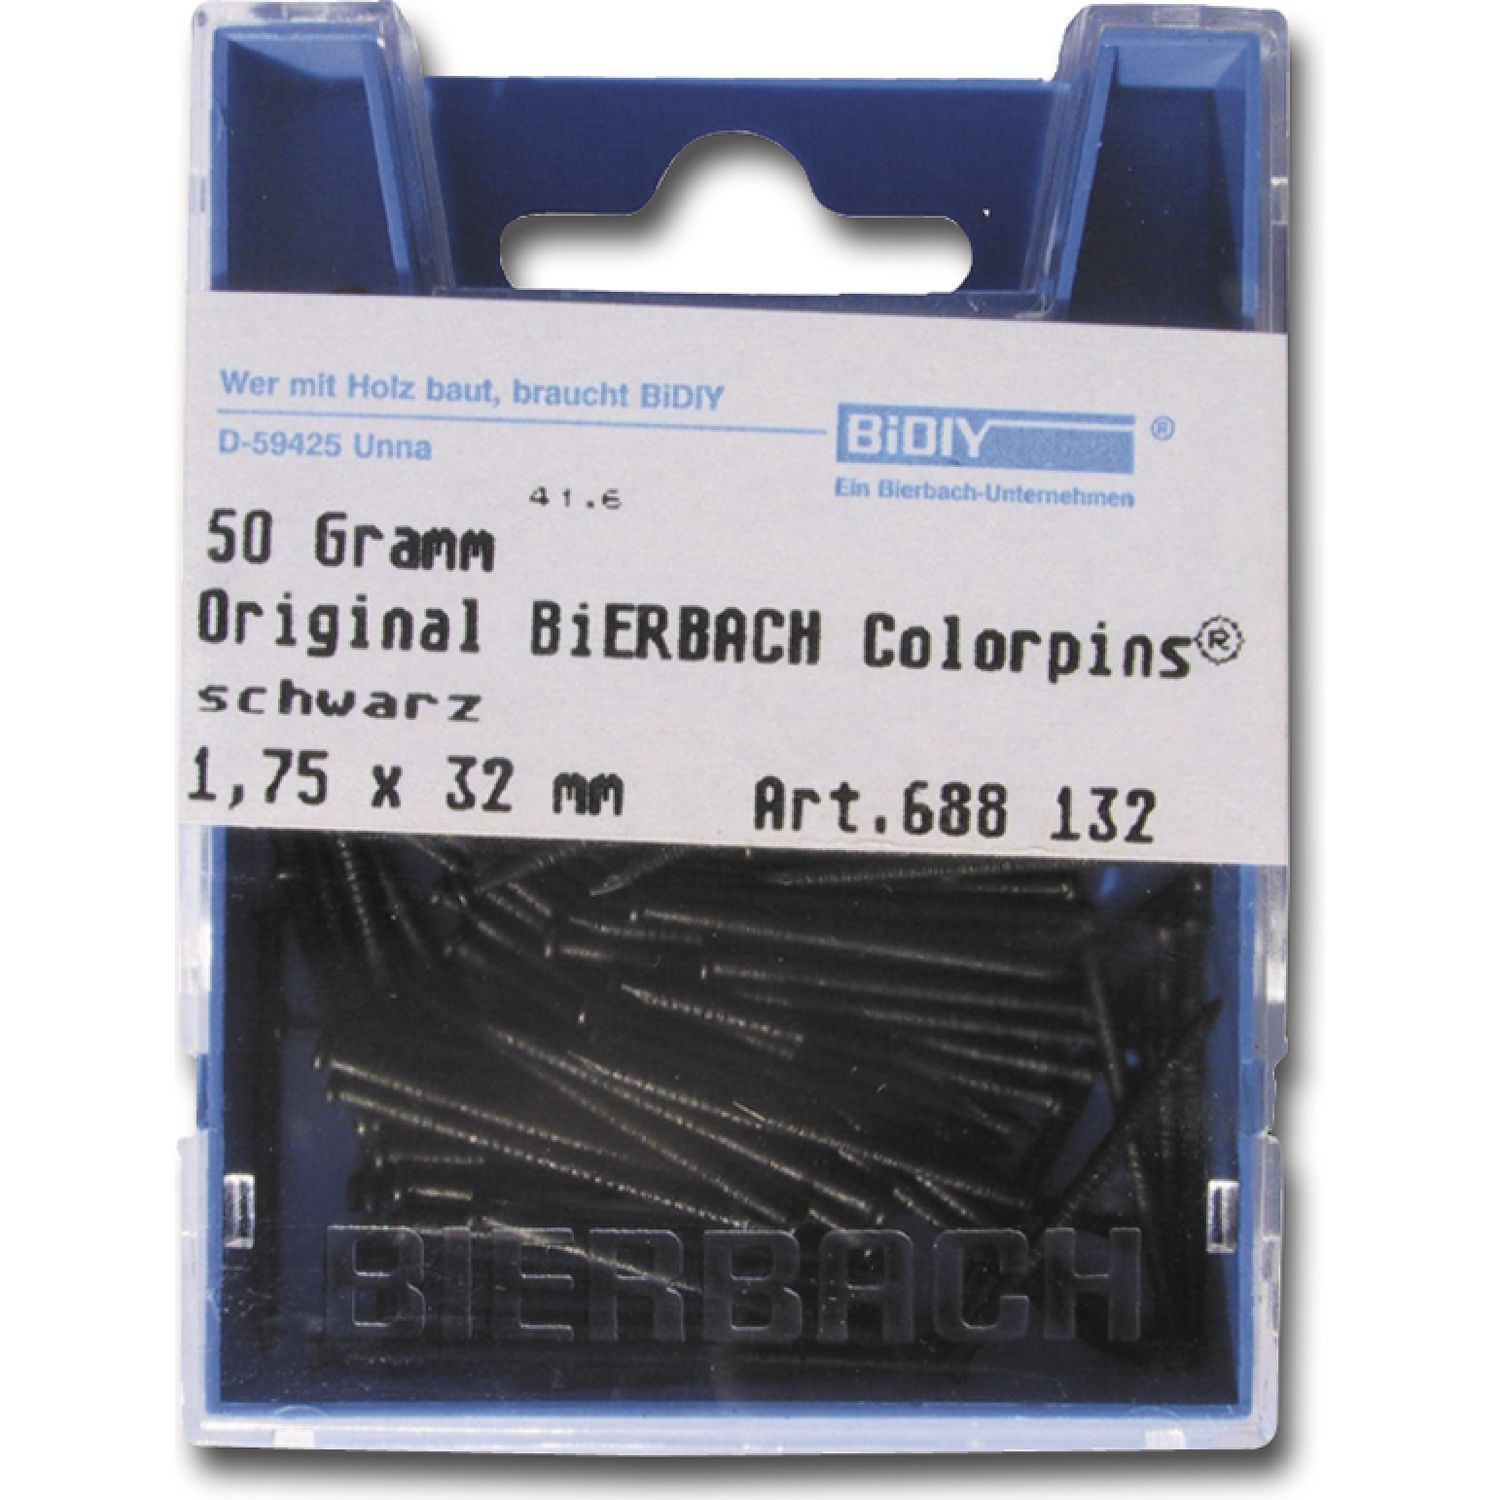 Wer mit Holz baut, braucht BiDIY
D-59425 Unna
BiDIY®
Ein Bierbach-Unternehmen
41.6
50 Gramm
Original BiERBACH Colorpins®
schwarz
1,75 x 32 mm Art.688 132
BIERBACH